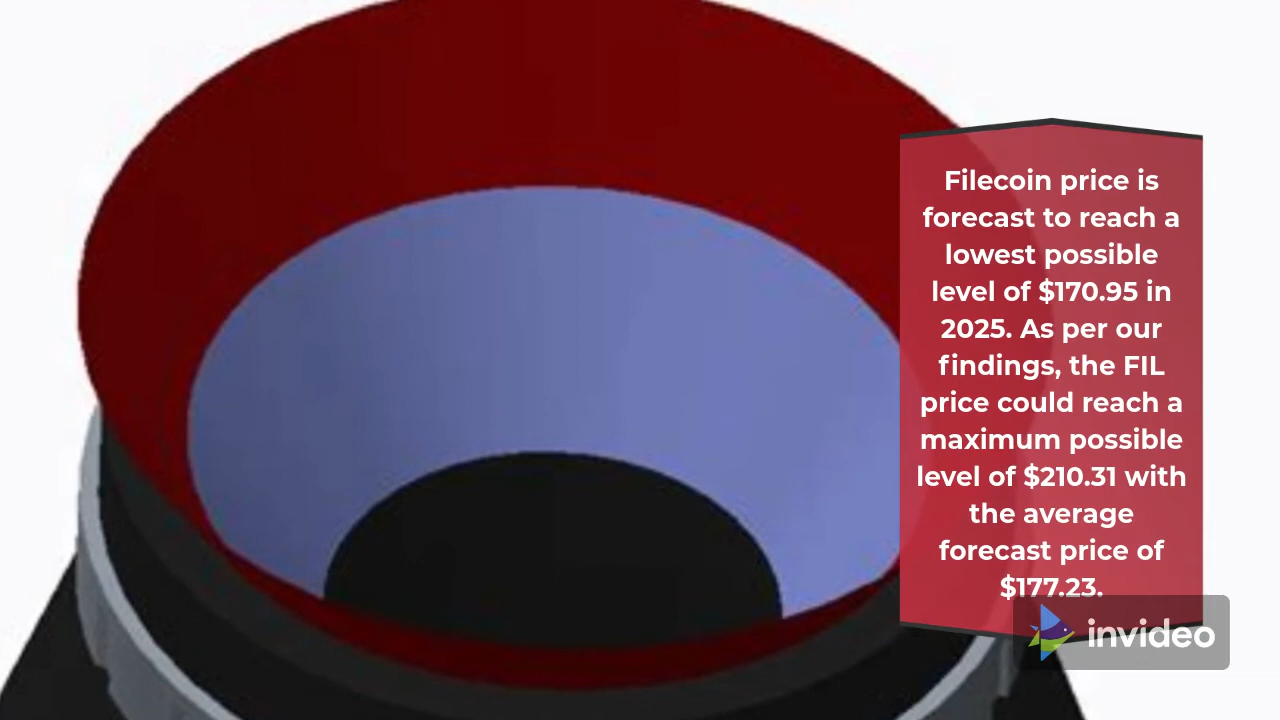 Filecoin price is
forecast to reach a
lowest possible
level of $170.95 in
2025. As per our
findings, the FIL
price could reach a
maximum possible
level of $210.31 with
the average
forecast price of
$177.23.
invideo